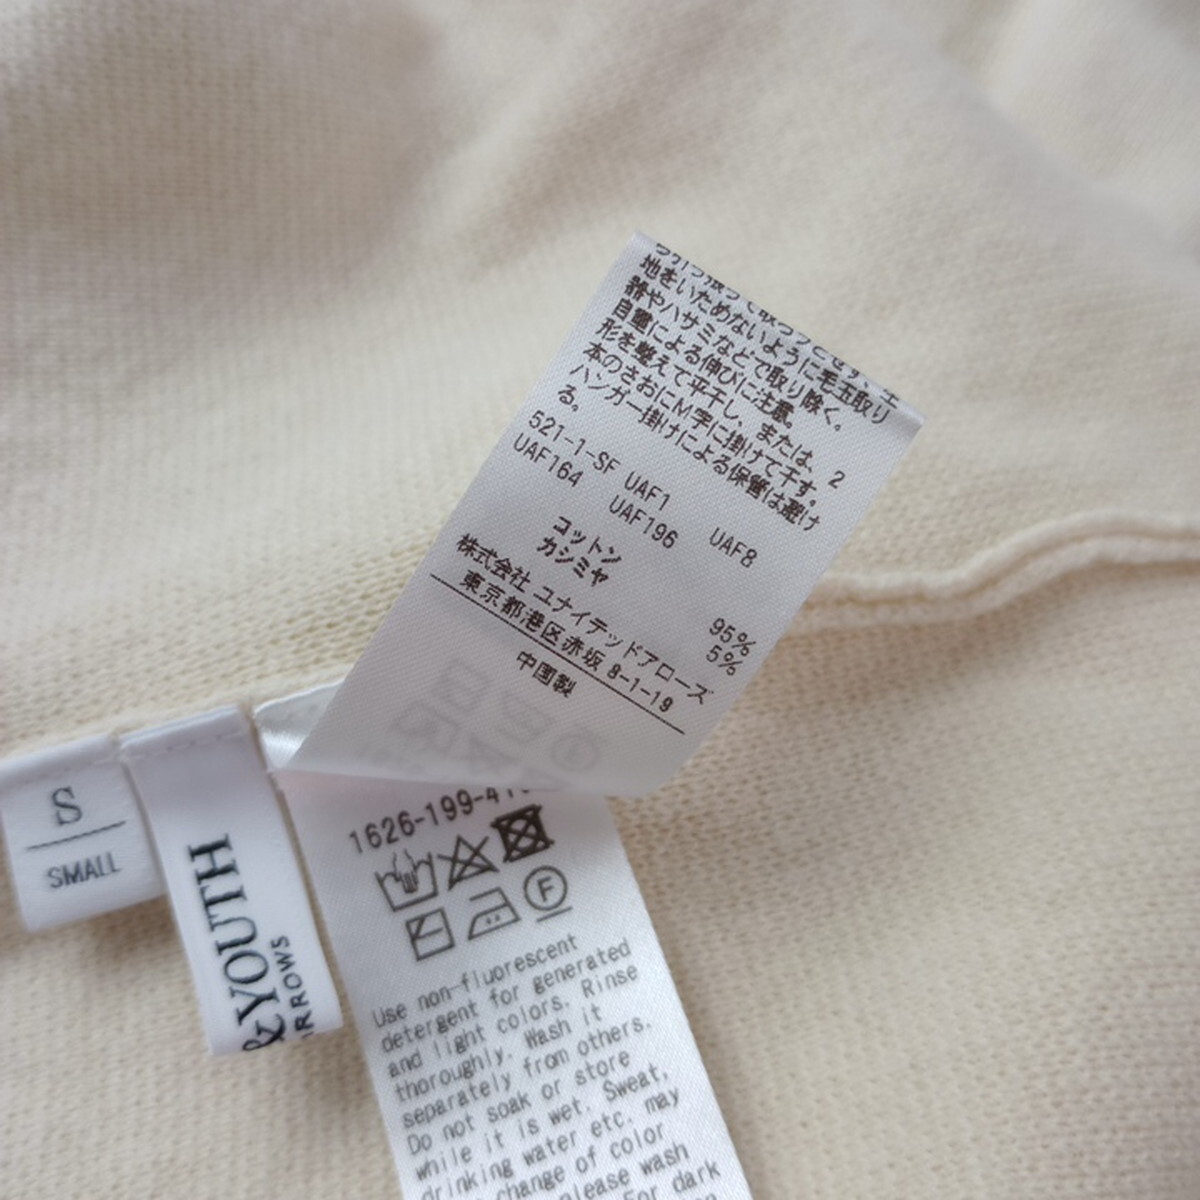 地をいためないように毛玉取り
器やハサミなどで取り除く。
自重による伸びに注意。
形を整えて平干し、または、2
本のさおにM字に掛けて干す。
ハンガー掛けによる保管は避け
る。
521-1-SF UAF1 UAF8
UAF164 UAF196
コットン 95%
カシミヤ 5%
株式会社 ユナイテッドアローズ
東京都港区赤坂 8-1-19
中国製
S
SMALL
& YOUTH
RROWS
1626-199-41
F
Use non-fluorescent
detergent for generated
and light colors. Rinse
thoroughly. Wash it
separately from others.
Do not soak or store
while it is wet. Sweat,
drinking water etc. may
change of color
please wash
For dark